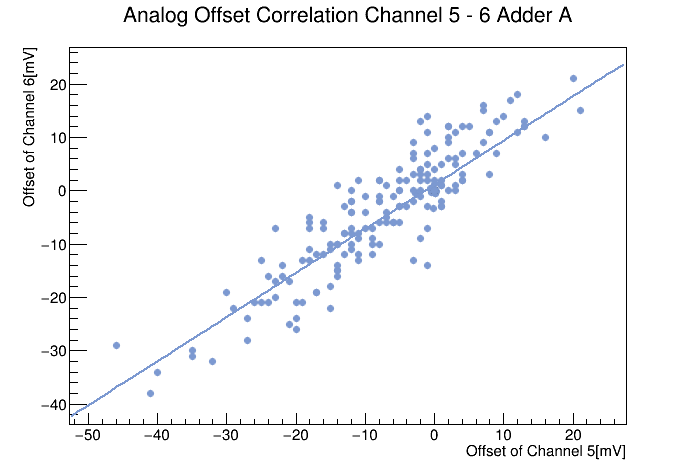 Analog Offset Correlation Channel 5 - 6 Adder A
Offset of Channel 6[mV]
20
10
0
−10
−20
−30
−40
−50 −40 −30 −20 −10 0 10 20
Offset of Channel 5[mV]